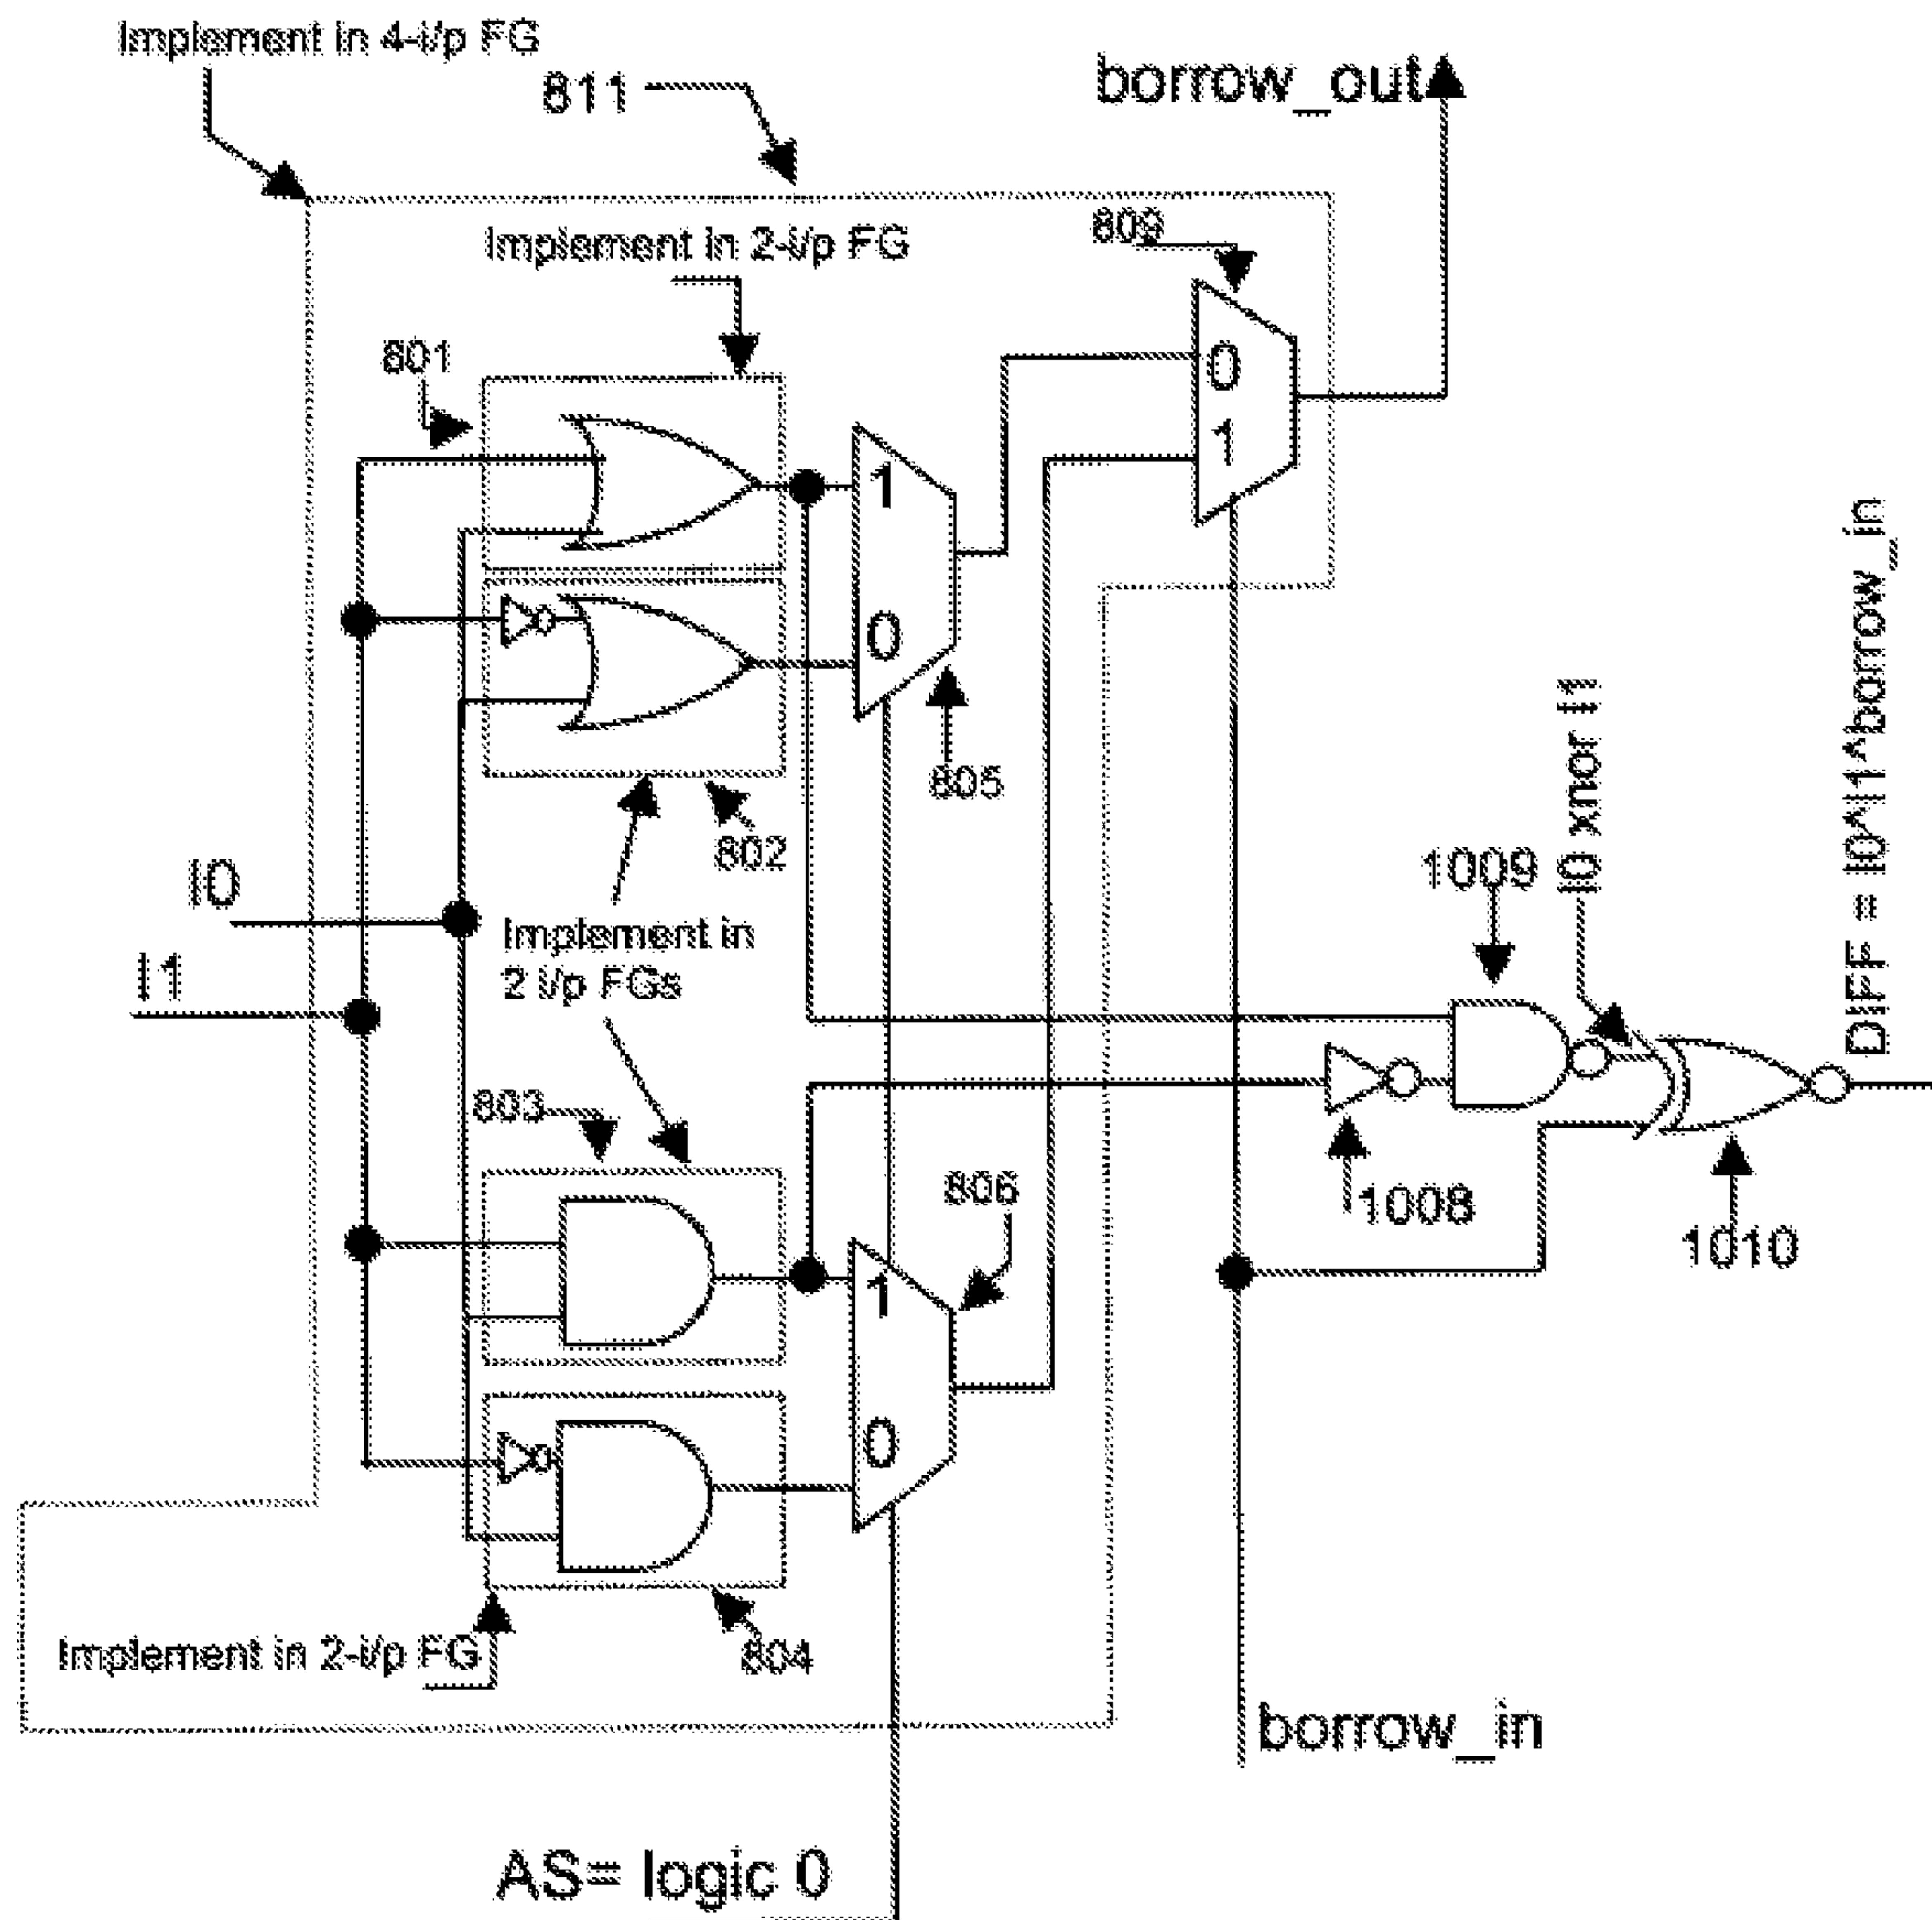 Implement in 4-i/p FG
811
borrow_out
809
Implement in 2-i/p FG
801
0
1
1
0
805
802
I0
Implement in
2 i/p FGs
I1
1009
I0 xnor I1
DIFF = I0^I1^borrow_in
803
806
1008
1010
1
0
Implement in 2-i/p FG
804
borrow_in
AS= logic 0